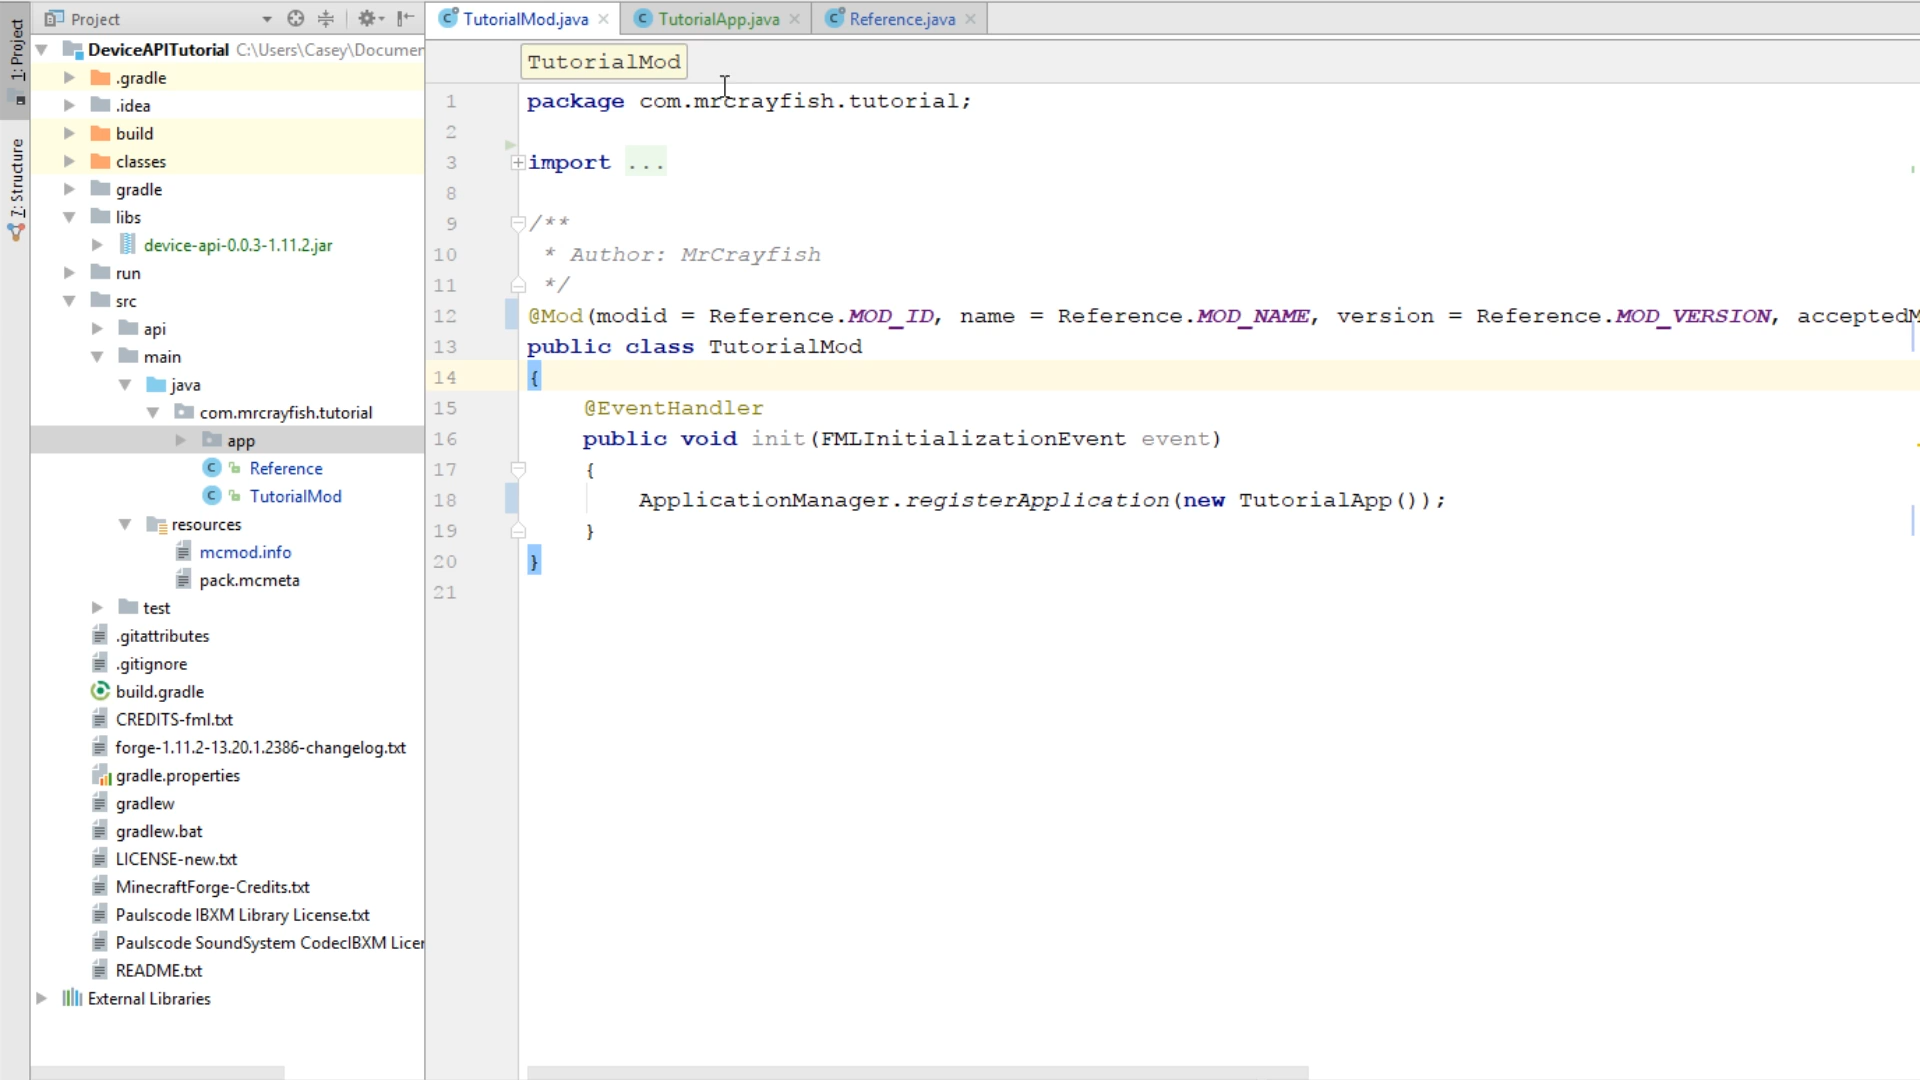 1: Project
7: Structure
Project
DeviceAPITutorial C:\Users\Casey\Documen
.gradle
.idea
build
classes
gradle
libs
device-api-0.0.3-1.11.2.jar
run
src
api
main
java
com.mrcrayfish.tutorial
app
Reference
TutorialMod
resources
mcmod.info
pack.mcmeta
test
.gitattributes
.gitignore
build.gradle
CREDITS-fml.txt
forge-1.11.2-13.20.1.2386-changelog.txt
gradle.properties
gradlew
gradlew.bat
LICENSE-new.txt
MinecraftForge-Credits.txt
Paulscode IBXM Library License.txt
Paulscode SoundSystem CodecIBXM Licer
README.txt
External Libraries
TutorialMod.java TutorialApp.java Reference.java
TutorialMod
1 package com.mrcrayfish.tutorial;
2
3 import ...
8
9 /**
10 * Author: MrCrayfish
11 */
12 @Mod(modid = Reference.MOD_ID, name = Reference.MOD_NAME, version = Reference.MOD_VERSION, acceptedM
13 public class TutorialMod
14 {
15 @EventHandler
16 public void init(FMLInitializationEvent event)
17 {
18 ApplicationManager.registerApplication(new TutorialApp());
19 }
20 }
21